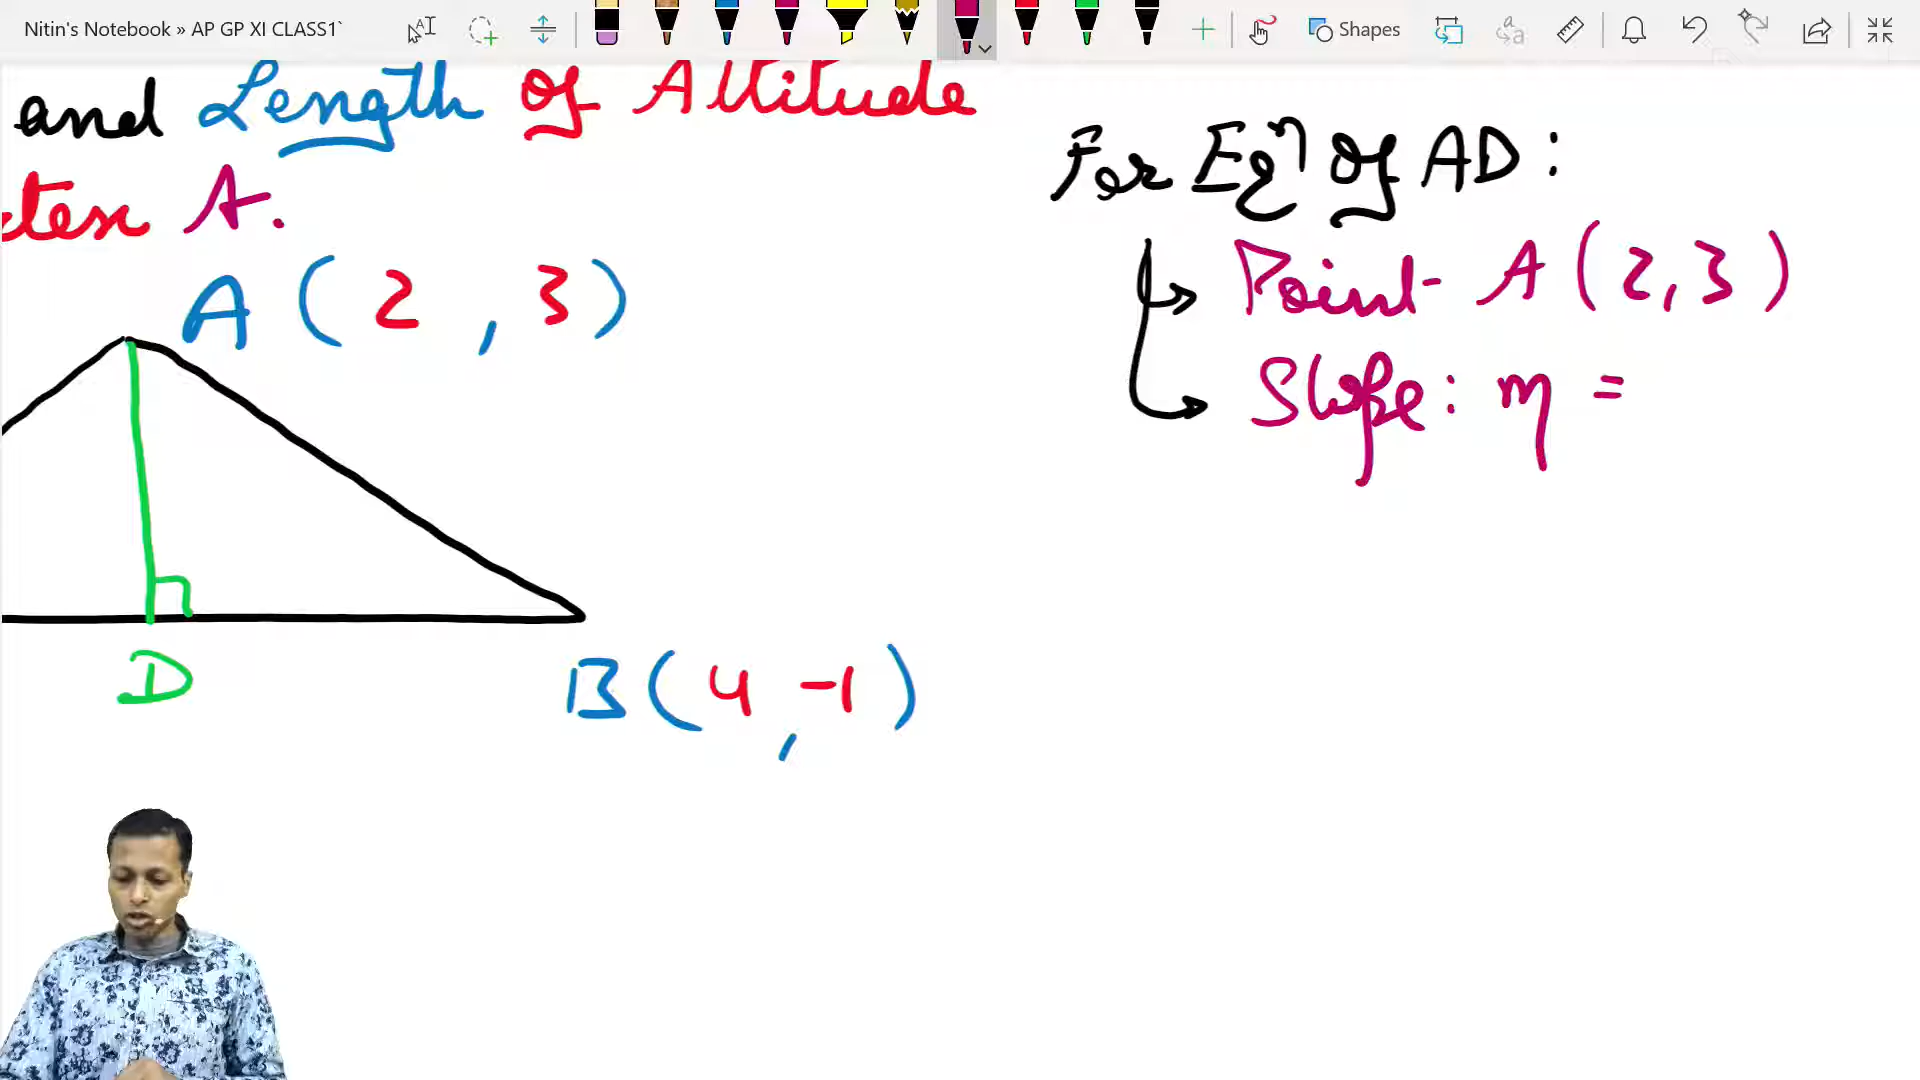 Nitin's Notebook » AP GP XI CLASS1`
Shapes
and Length Of Altitude
A.
A ( 2 , 3 )
D
B ( 4 , -1 )
For Eqⁿ Of AD :
Point A ( 2, 3 )
Slope : m =